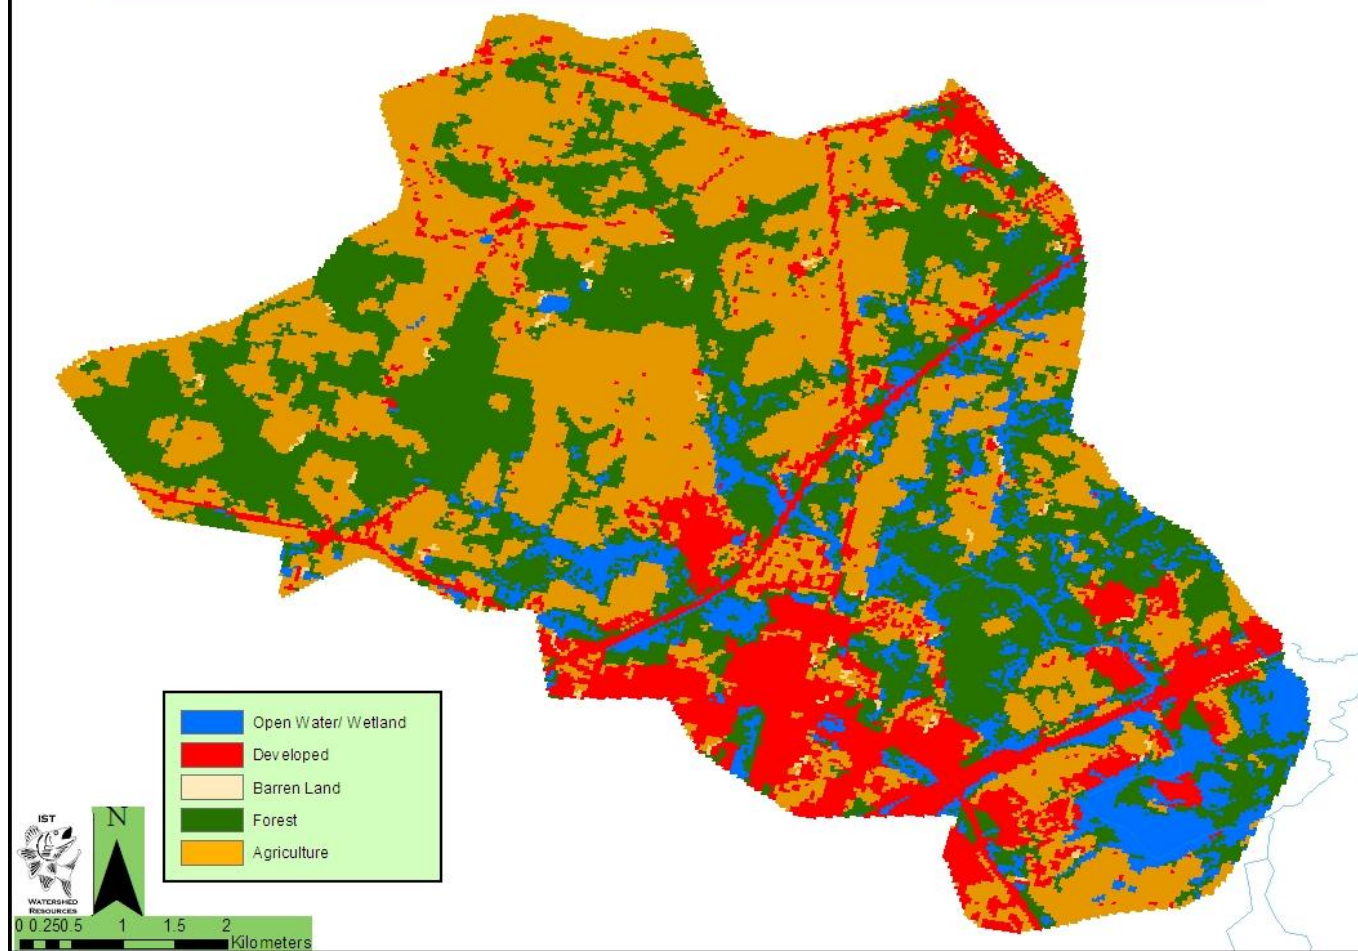 Open Water/ Wetland
Developed
Barren Land
Forest
Agriculture
IST
WATERSHED
RESOURCES
N
0 0.250.5 1 1.5 2
Kilometers